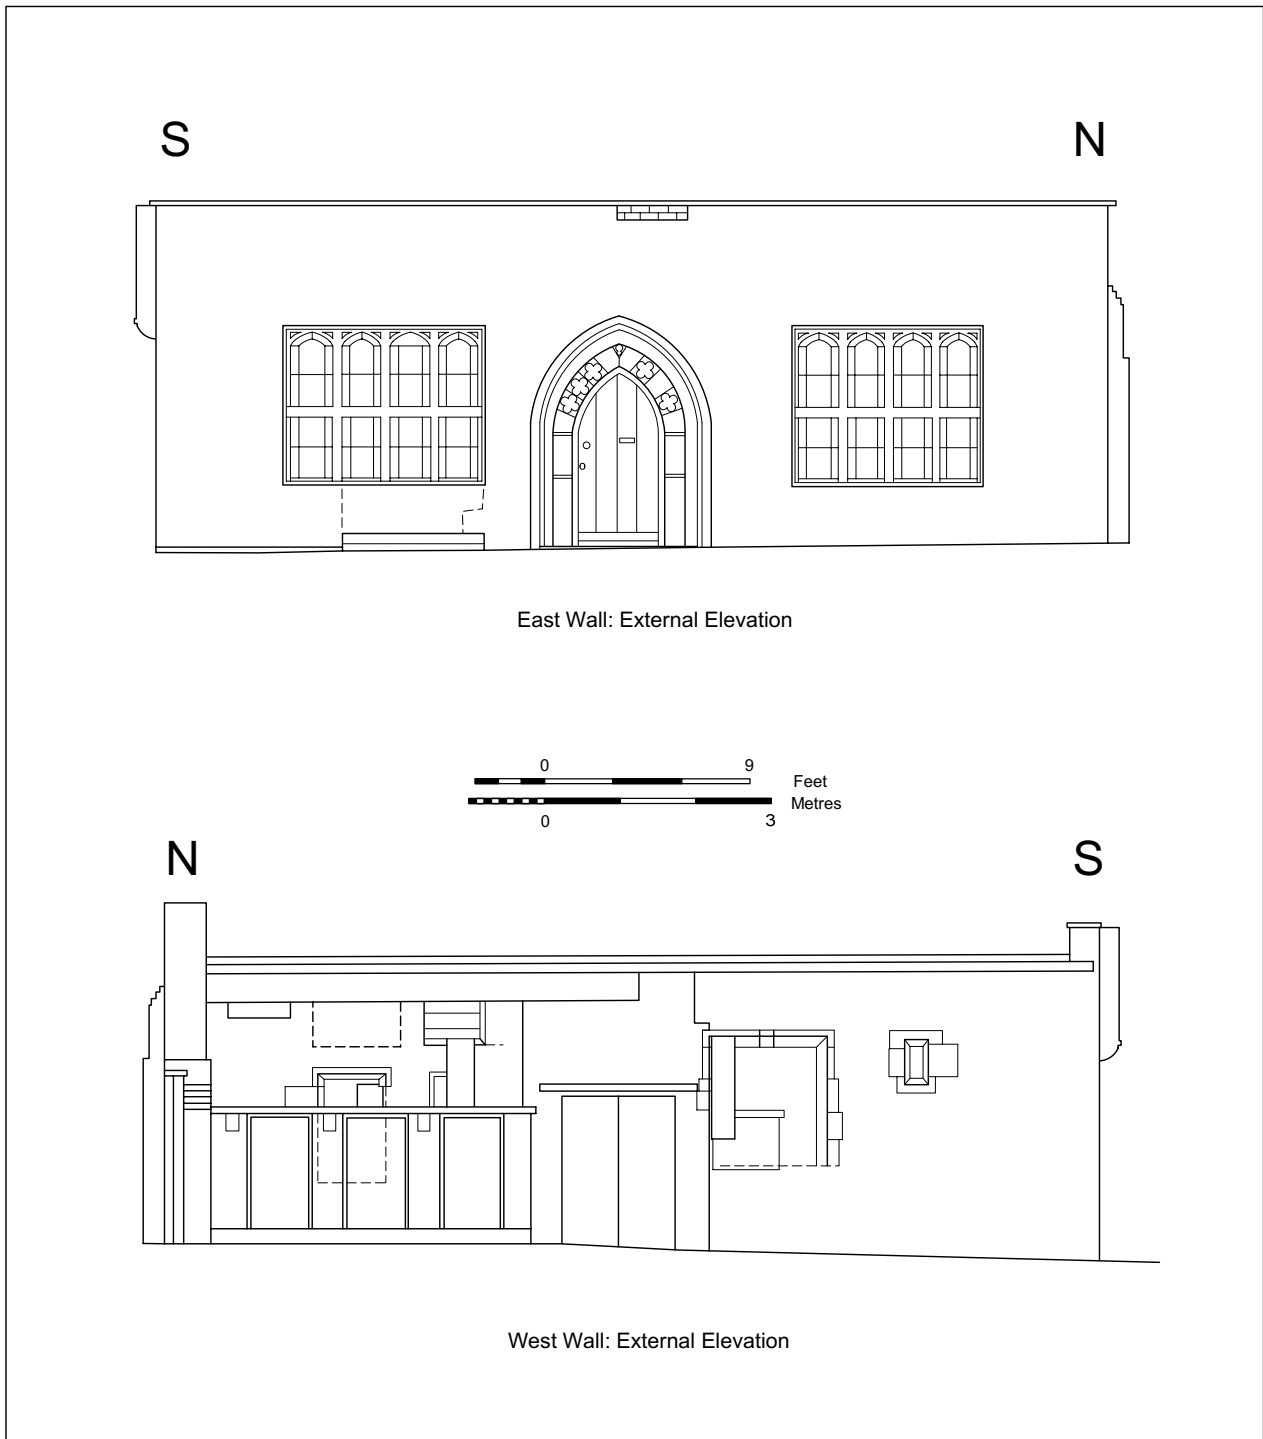 S N
East Wall: External Elevation
0 9
Feet
Metres
0 3
N S
West Wall: External Elevation